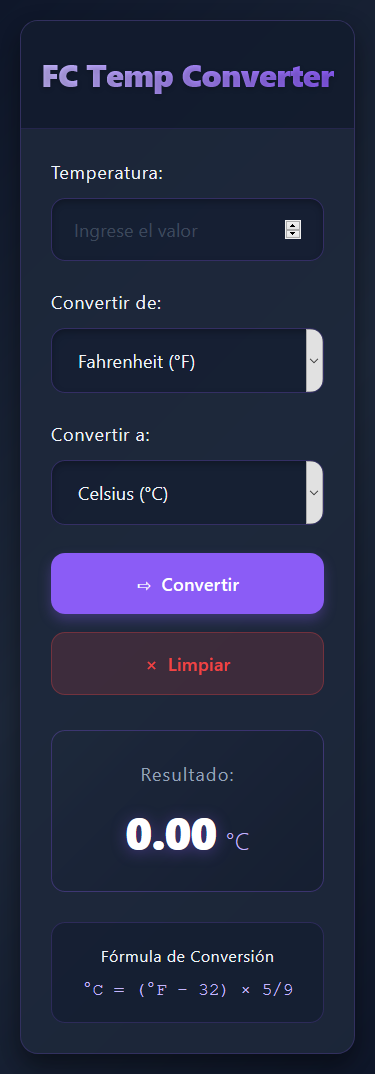 FC Temp Converter
Temperatura:
Ingrese el valor
Convertir de:
Fahrenheit (°F)
Convertir a:
Celsius (°C)
⇨ Convertir
× Limpiar
Resultado:
0.00 °C
Fórmula de Conversión
°C = (°F − 32) × 5/9